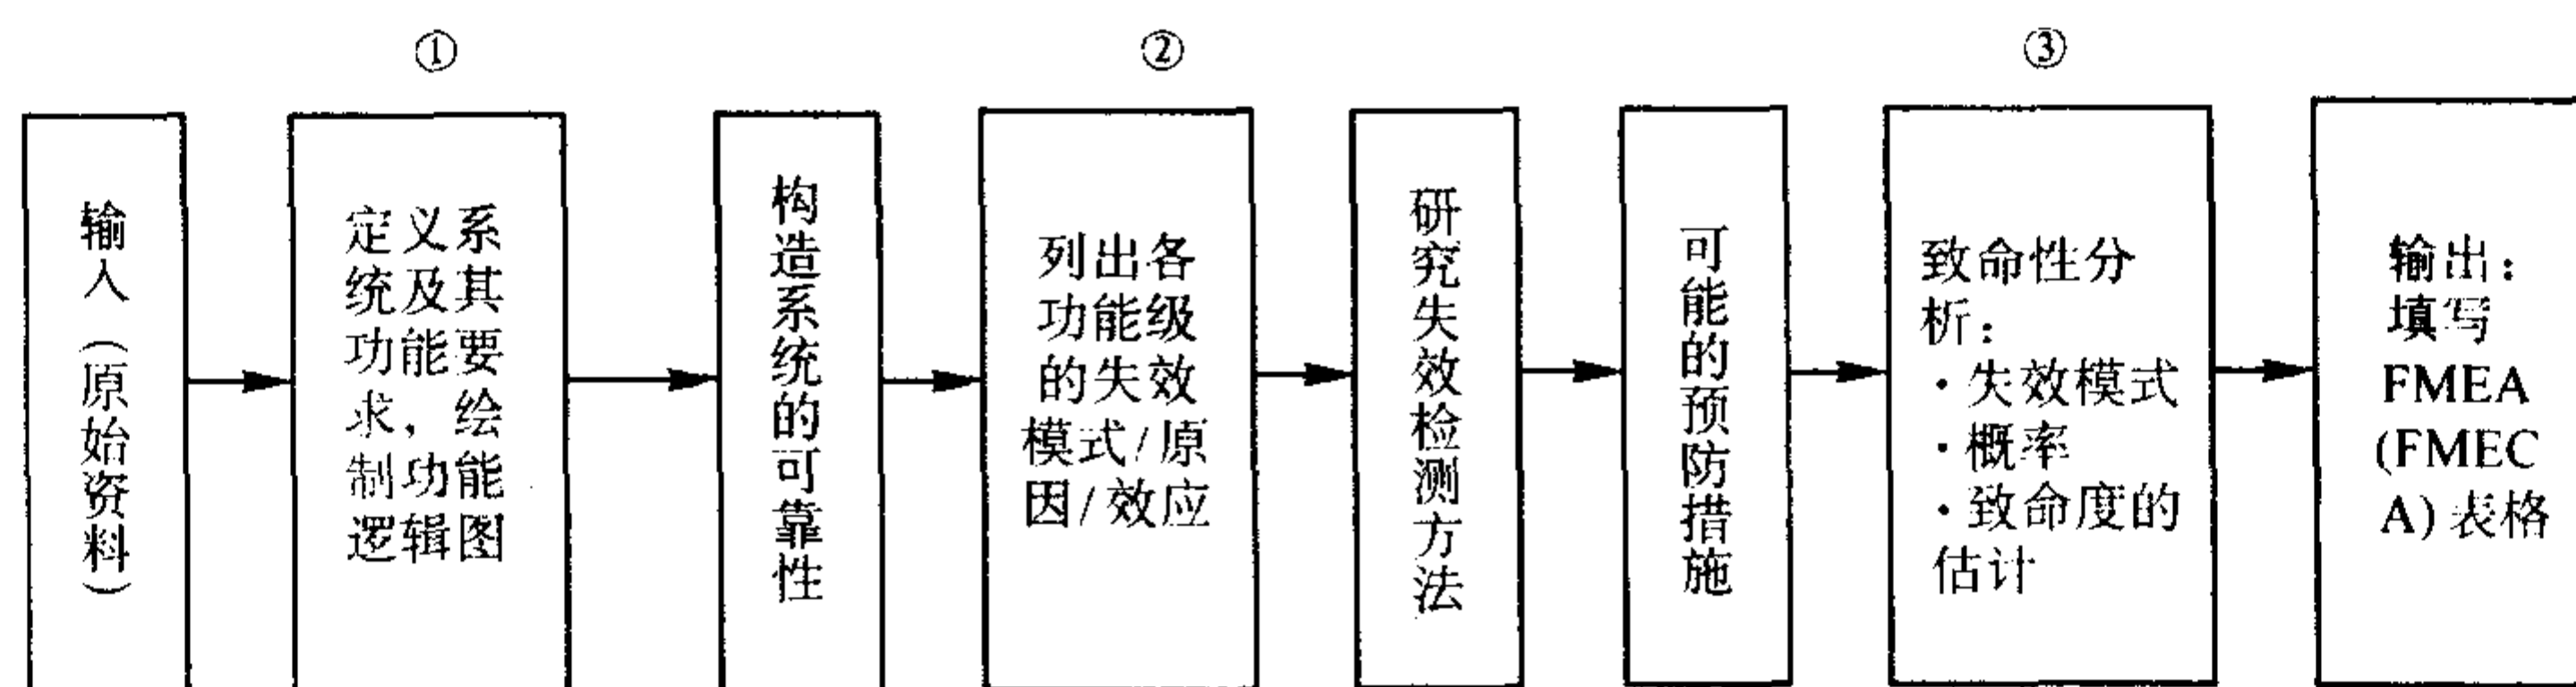 ①
②
③
输入（原始资料）
定义系
统及其
功能要
求，绘
制功能
逻辑图
构造系统的可靠性
列出各
功能级
的失效
模式/原
因/效应
研究失效检测方法
可能的预防措施
致命性分
析：
·失效模式
·概率
·致命度的
估计
输出：
填写
FMEA
(FMEC
A)表格